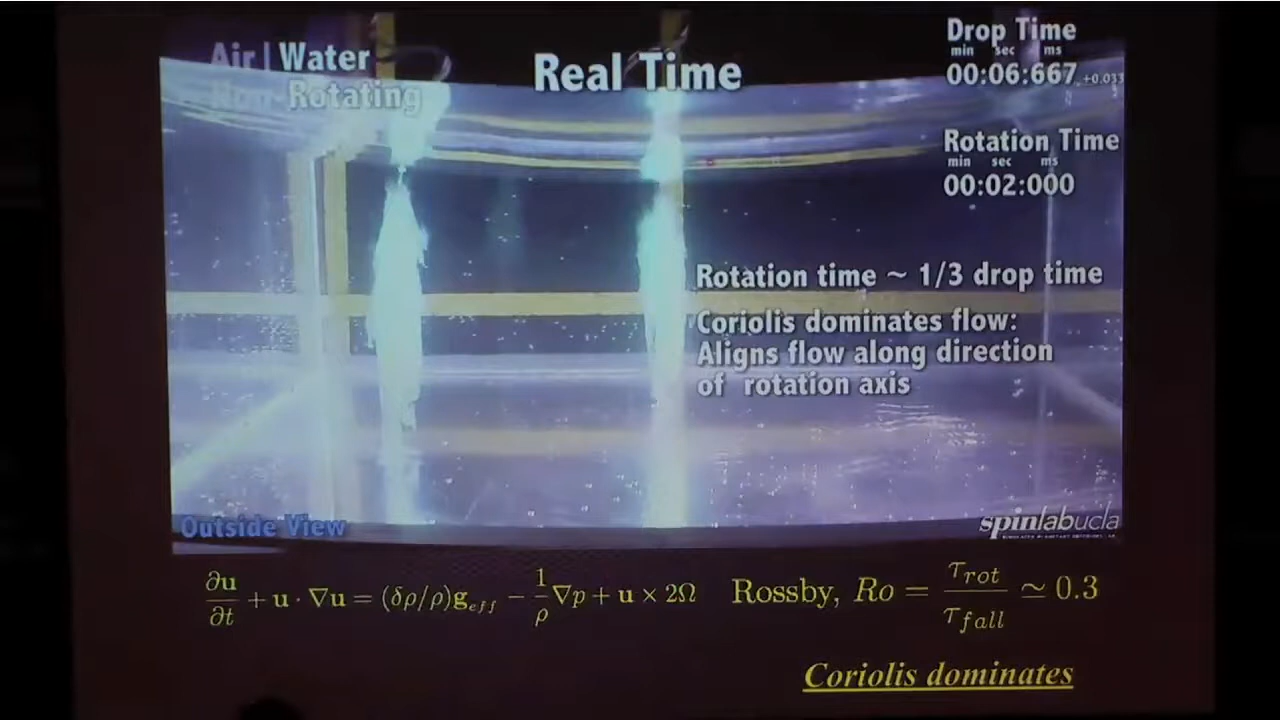 Air | Water
Non-Rotating
Real Time
Drop Time
min sec ms
00:06:667 +0.033
Rotation Time
min sec ms
00:02:000
Rotation time ~ 1/3 drop time
Coriolis dominates flow:
Aligns flow along direction
of rotation axis
Outside View
spinlabucla
∂u/∂t + u · ∇u = (δρ/ρ)g_eff − 1/ρ ∇p + u × 2Ω
Rossby, Ro = τ_rot/τ_fall ≃ 0.3
Coriolis dominates